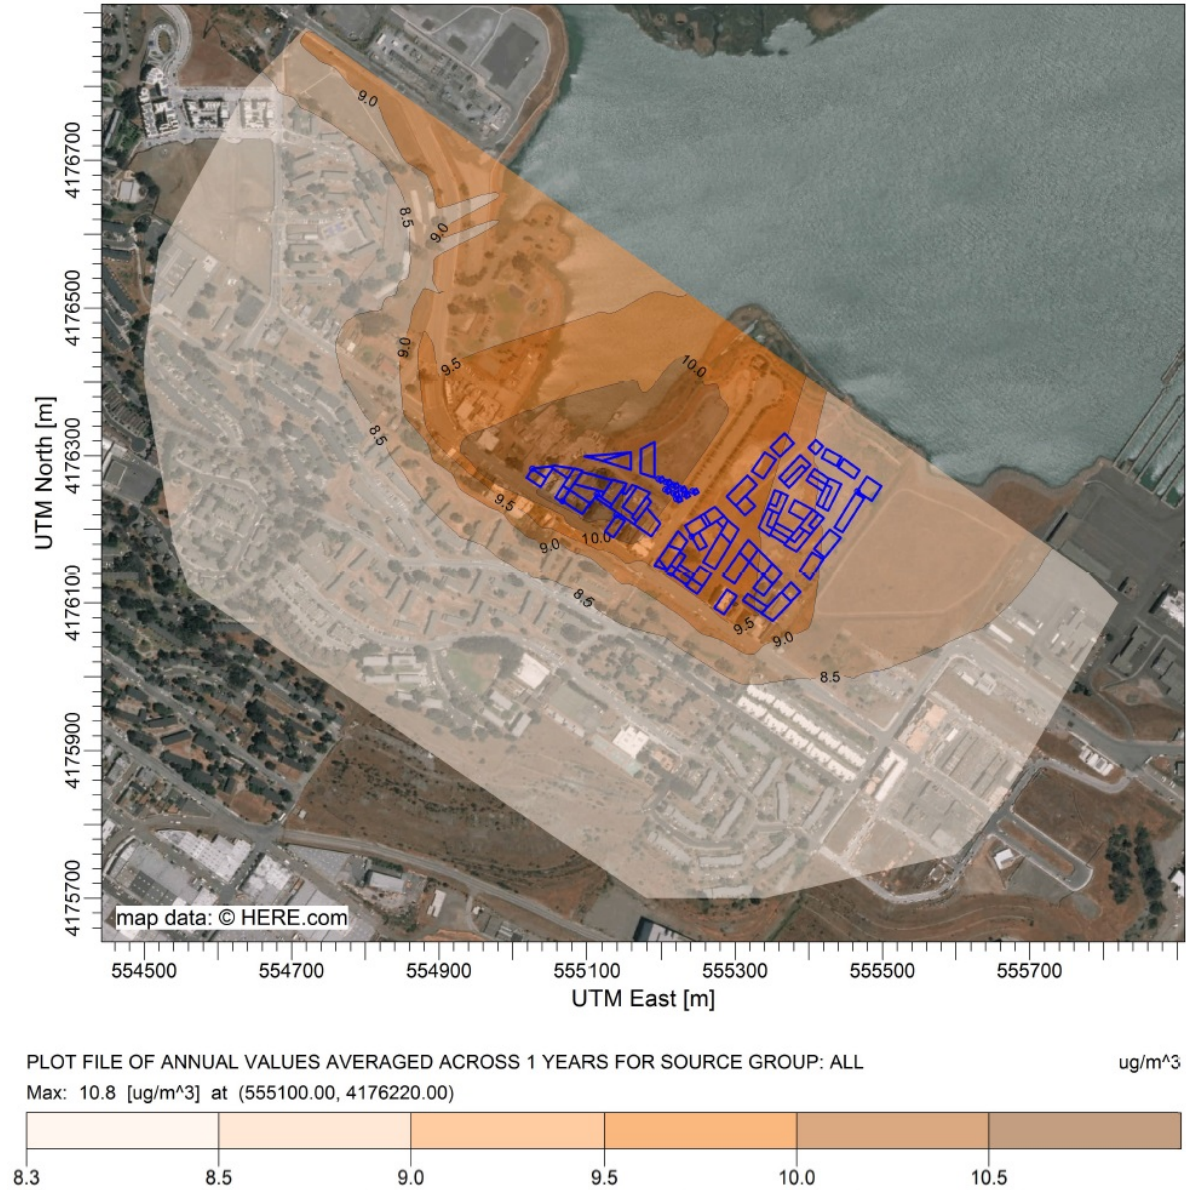 9.0
8.5
9.0
9.0
9.5
10.0
8.5
9.5
9.0
10.0
8.5
9.5
9.0
8.5
4176700
4176500
4176300
4176100
4175900
4175700
UTM North [m]
map data: © HERE.com
554500 554700 554900 555100 555300 555500 555700
UTM East [m]
PLOT FILE OF ANNUAL VALUES AVERAGED ACROSS 1 YEARS FOR SOURCE GROUP: ALL ug/m^3
Max: 10.8 [ug/m^3] at (555100.00, 4176220.00)
8.3 8.5 9.0 9.5 10.0 10.5